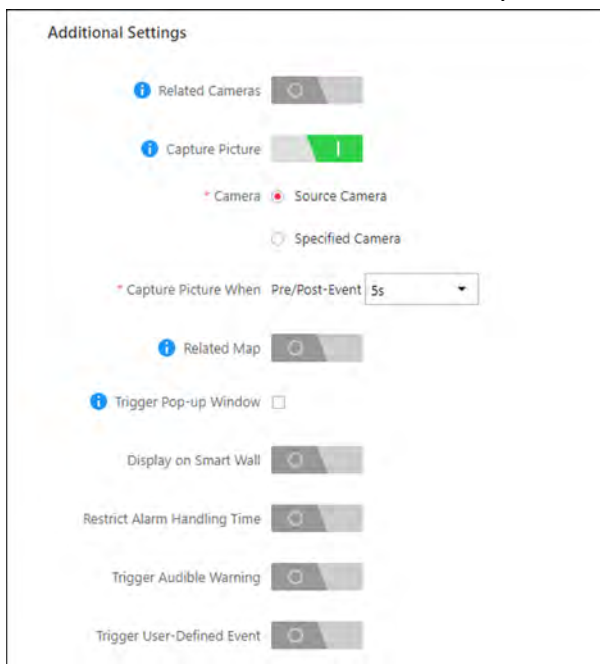 Additional Settings
Related Cameras
Capture Picture
* Camera Source Camera
Specified Camera
* Capture Picture When Pre/Post-Event 5s
Related Map
Trigger Pop-up Window
Display on Smart Wall
Restrict Alarm Handling Time
Trigger Audible Warning
Trigger User-Defined Event